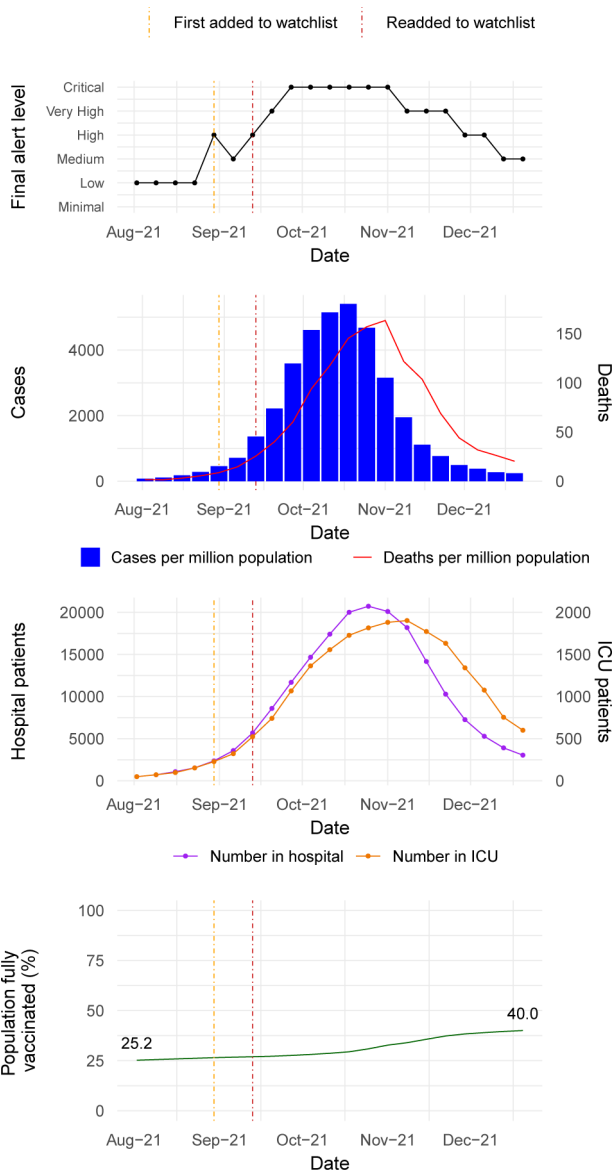 First added to watchlist Readded to watchlist
Final alert level
Critical
Very High
High
Medium
Low
Minimal
Aug−21 Sep−21 Oct−21 Nov−21 Dec−21
Date
Cases
4000
2000
0
150
100
50
0
Deaths
Aug−21 Sep−21 Oct−21 Nov−21 Dec−21
Date
Cases per million population Deaths per million population
Hospital patients
20000
15000
10000
5000
0
2000
1500
1000
500
0
ICU patients
Aug−21 Sep−21 Oct−21 Nov−21 Dec−21
Date
Number in hospital Number in ICU
Population fully
vaccinated (%)
100
75
50
25
0
25.2
40.0
Aug−21 Sep−21 Oct−21 Nov−21 Dec−21
Date